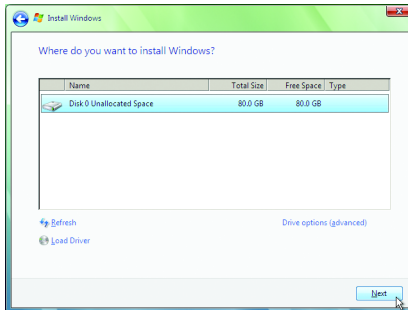 Install Windows
Where do you want to install Windows?
Name Total Size Free Space Type
Disk 0 Unallocated Space 80.0 GB 80.0 GB
Refresh Drive options (advanced)
Load Driver
Next